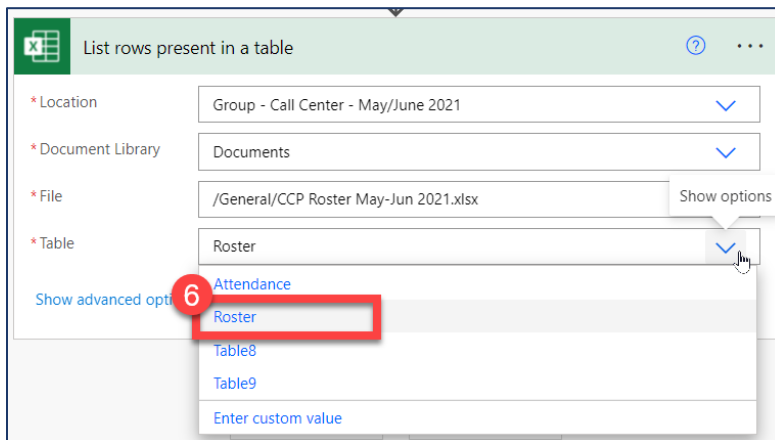 List rows present in a table
* Location
Group - Call Center - May/June 2021
* Document Library
Documents
* File
/General/CCP Roster May-Jun 2021.xlsx
Show options
* Table
Roster
Show advanced opti
6
Attendance
Roster
Table8
Table9
Enter custom value